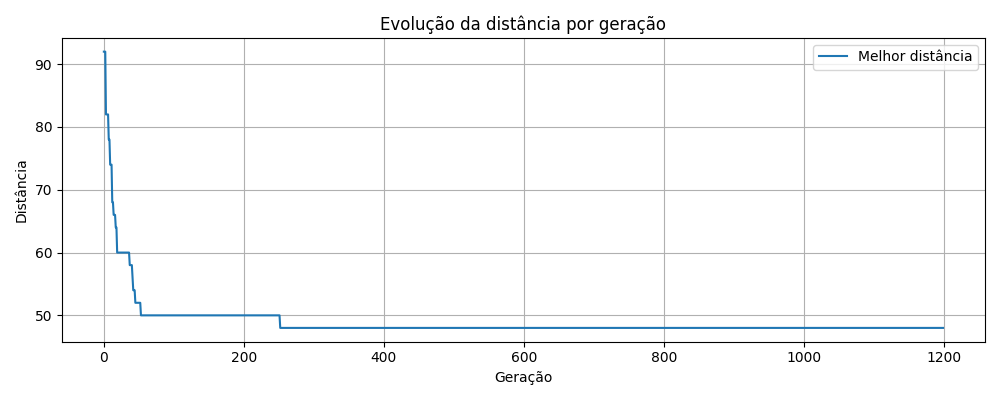 Evolução da distância por geração
Melhor distância
Distância
90
80
70
60
50
0 200 400 600 800 1000 1200
Geração